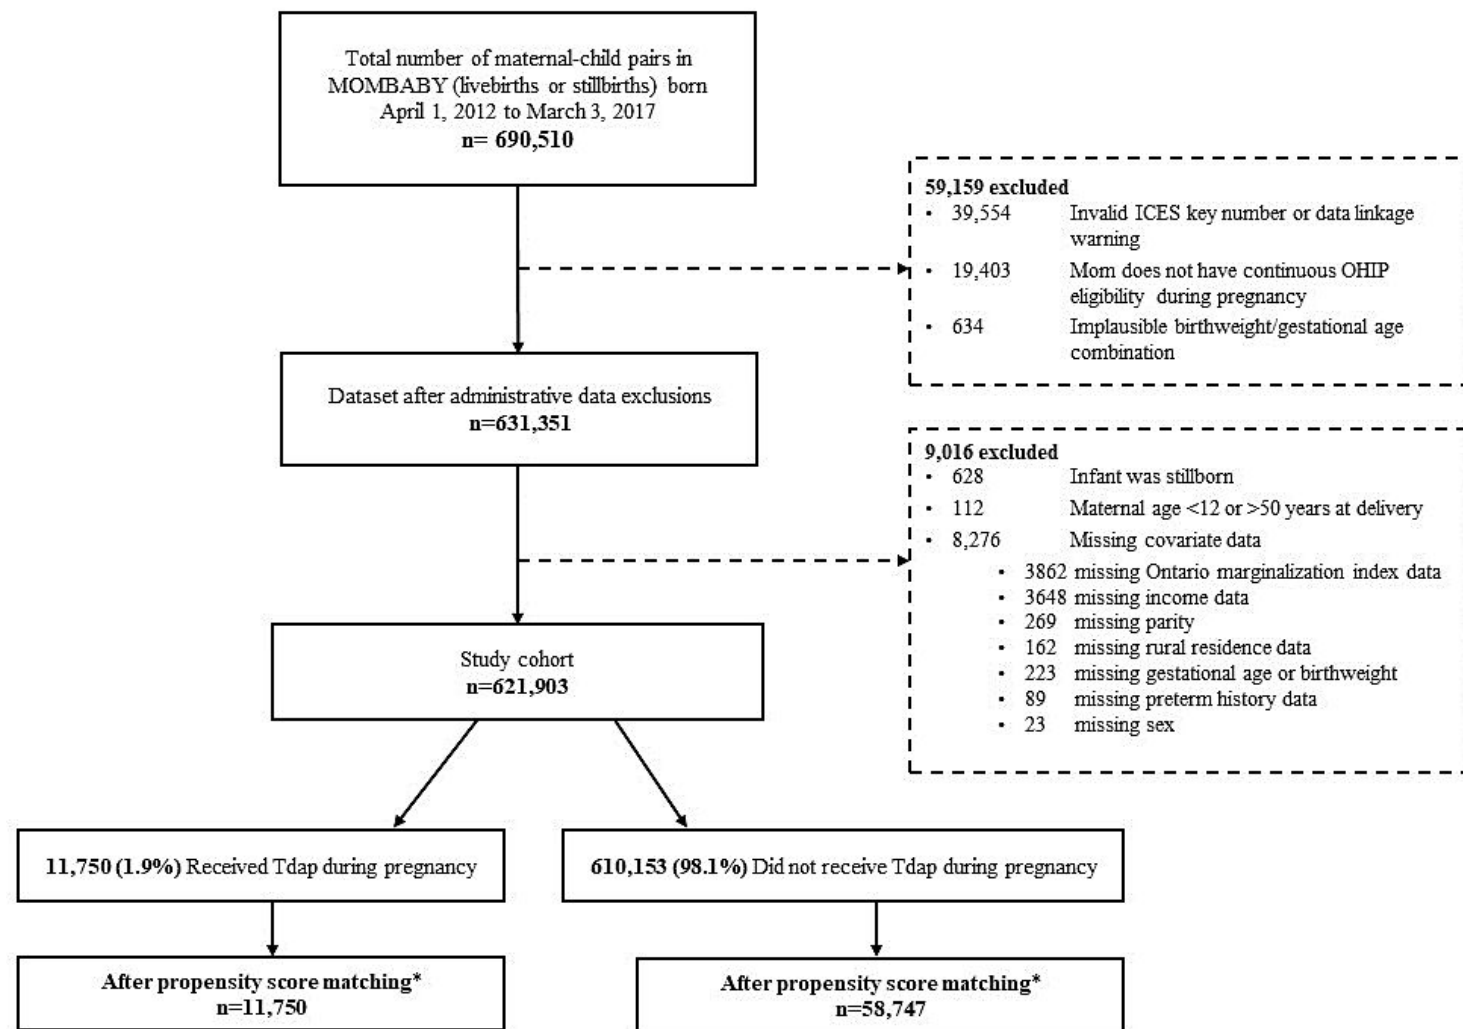 Total number of maternal-child pairs in
MOMBABY (livebirths or stillbirths) born
April 1, 2012 to March 3, 2017
n= 690,510
59,159 excluded
• 39,554 Invalid ICES key number or data linkage
warning
• 19,403 Mom does not have continuous OHIP
eligibility during pregnancy
• 634 Implausible birthweight/gestational age
combination
Dataset after administrative data exclusions
n=631,351
9,016 excluded
• 628 Infant was stillborn
• 112 Maternal age <12 or >50 years at delivery
• 8,276 Missing covariate data
• 3862 missing Ontario marginalization index data
• 3648 missing income data
• 269 missing parity
• 162 missing rural residence data
• 223 missing gestational age or birthweight
• 89 missing preterm history data
• 23 missing sex
Study cohort
n=621,903
11,750 (1.9%) Received Tdap during pregnancy
610,153 (98.1%) Did not receive Tdap during pregnancy
After propensity score matching*
n=11,750
After propensity score matching*
n=58,747